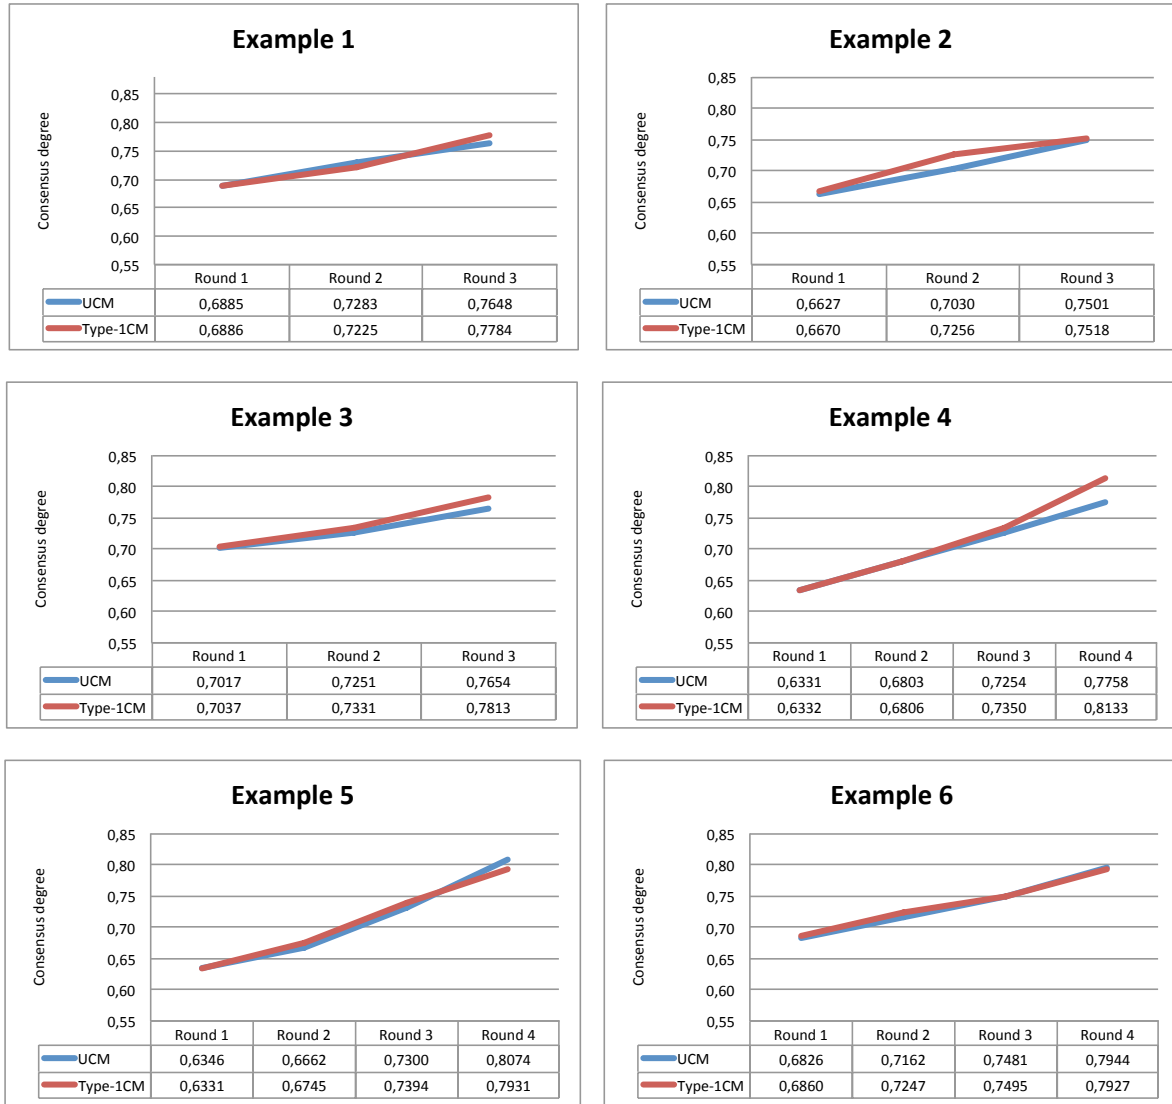 Example 1
Consensus degree
0,85
0,80
0,75
0,70
0,65
0,60
0,55
Round 1 Round 2 Round 3
UCM 0,6885 0,7283 0,7648
Type-1CM 0,6886 0,7225 0,7784
Example 2
Consensus degree
0,85
0,80
0,75
0,70
0,65
0,60
0,55
Round 1 Round 2 Round 3
UCM 0,6627 0,7030 0,7501
Type-1CM 0,6670 0,7256 0,7518
Example 3
Consensus degree
0,85
0,80
0,75
0,70
0,65
0,60
0,55
Round 1 Round 2 Round 3
UCM 0,7017 0,7251 0,7654
Type-1CM 0,7037 0,7331 0,7813
Example 4
Consensus degree
0,85
0,80
0,75
0,70
0,65
0,60
0,55
Round 1 Round 2 Round 3 Round 4
UCM 0,6331 0,6803 0,7254 0,7758
Type-1CM 0,6332 0,6806 0,7350 0,8133
Example 5
Consensus degree
0,85
0,80
0,75
0,70
0,65
0,60
0,55
Round 1 Round 2 Round 3 Round 4
UCM 0,6346 0,6662 0,7300 0,8074
Type-1CM 0,6331 0,6745 0,7394 0,7931
Example 6
Consensus degree
0,85
0,80
0,75
0,70
0,65
0,60
0,55
Round 1 Round 2 Round 3 Round 4
UCM 0,6826 0,7162 0,7481 0,7944
Type-1CM 0,6860 0,7247 0,7495 0,7927